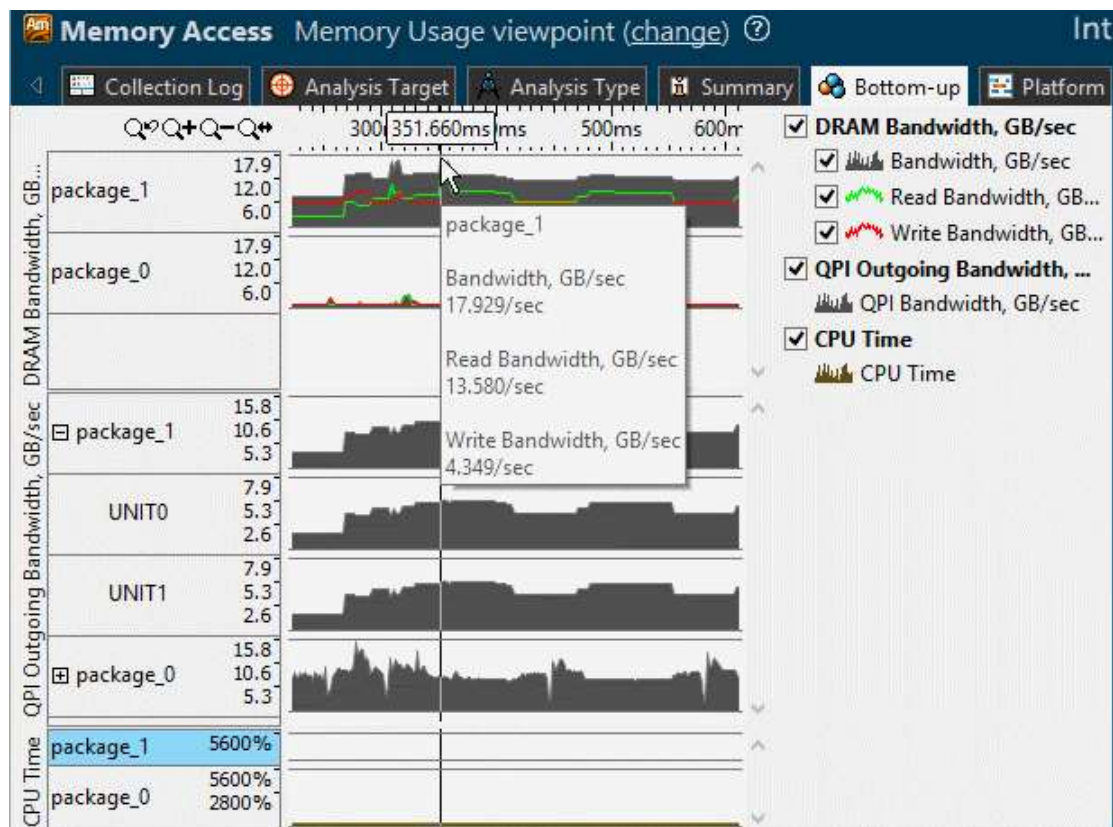 Am Memory Access Memory Usage viewpoint (change) ? Int
Collection Log Analysis Target Analysis Type Summary Bottom-up Platform
351.660ms ms 500ms
DRAM Bandwidth, GB/sec
Bandwidth, GB/sec
Read Bandwidth, GB...
Write Bandwidth, GB...
QPI Outgoing Bandwidth, ...
QPI Bandwidth, GB/sec
CPU Time
CPU Time
DRAM Bandwidth, GB...
package_1
17.9
12.0
6.0
package_0
17.9
12.0
6.0
package_1
Bandwidth, GB/sec
17.929/sec
Read Bandwidth, GB/sec
13.580/sec
Write Bandwidth, GB/sec
4.349/sec
QPI Outgoing Bandwidth, GB/sec
package_1
15.8
10.6
5.3
UNIT0
7.9
5.3
2.6
UNIT1
7.9
5.3
2.6
package_0
15.8
10.6
5.3
CPU Time
package_1 5600%
package_0
5600%
2800%